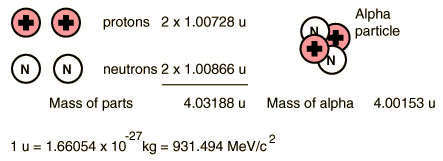 protons 2 x 1.00728 u
Alpha
particle
N N
neutrons 2 x 1.00866 u
N
N
Mass of parts 4.03188 u
Mass of alpha 4.00153 u
1 u = 1.66054 x 10⁻²⁷ kg = 931.494 MeV/c²